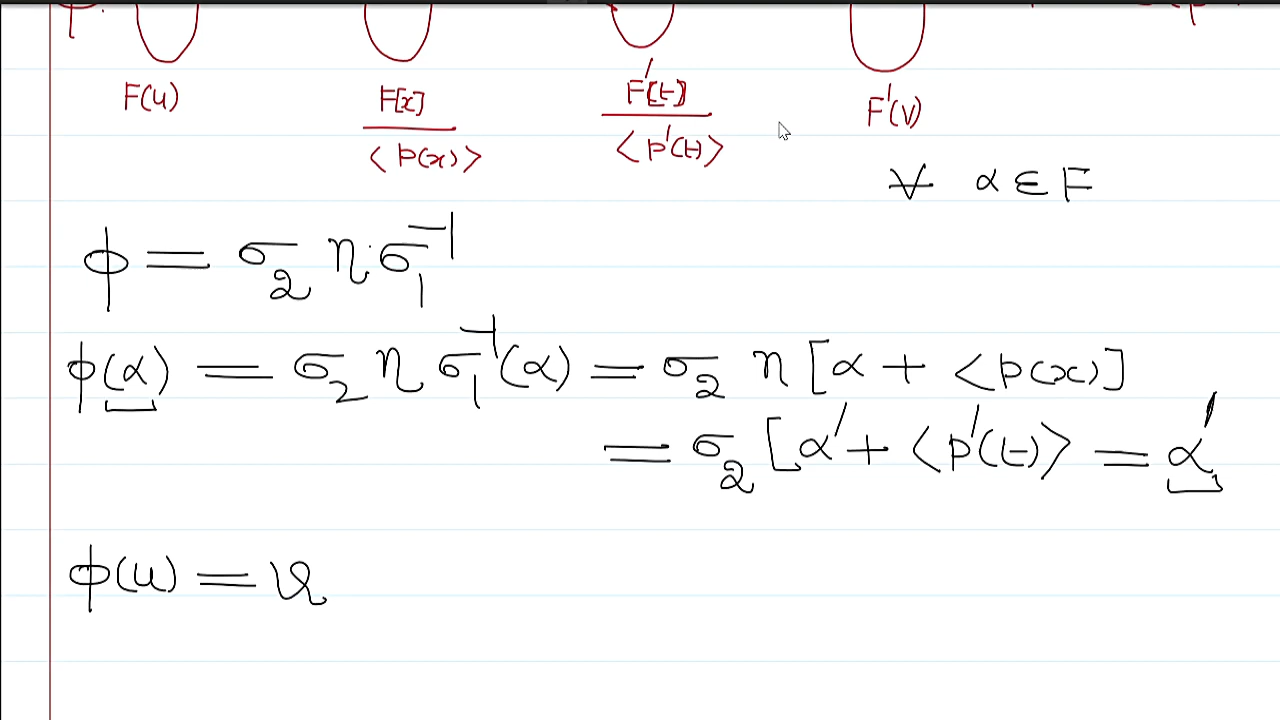 F(u) F[x] F'[t] F'(v)
<p(x)> <p'(t)>
∀ α ∈ F
φ = σ₂ η σ₁⁻¹
φ(α) = σ₂ η σ₁⁻¹(α) = σ₂ η [α + <p(x)]
= σ₂ [α' + <p'(t)> = α'
φ(u) = v